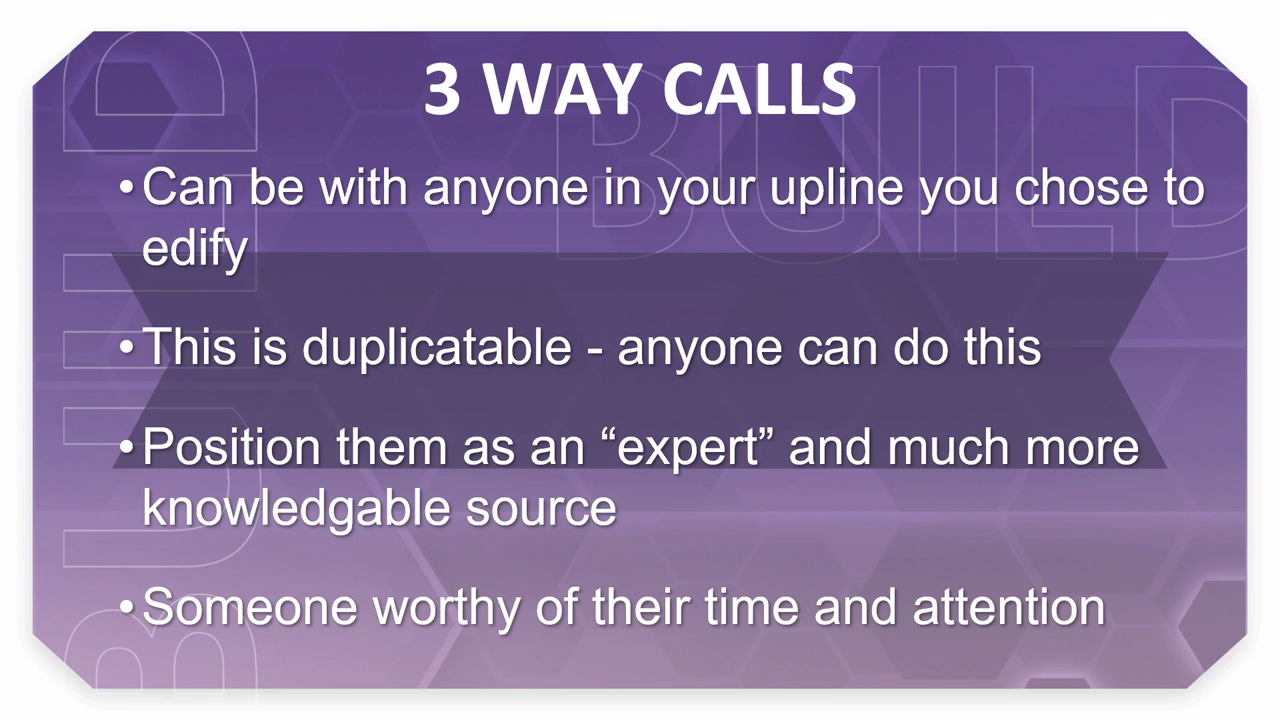 3 WAY CALLS
BUILD
BUILD
•Can be with anyone in your upline you chose to
edify
•This is duplicatable - anyone can do this
•Position them as an “expert” and much more
knowledgable source
•Someone worthy of their time and attention